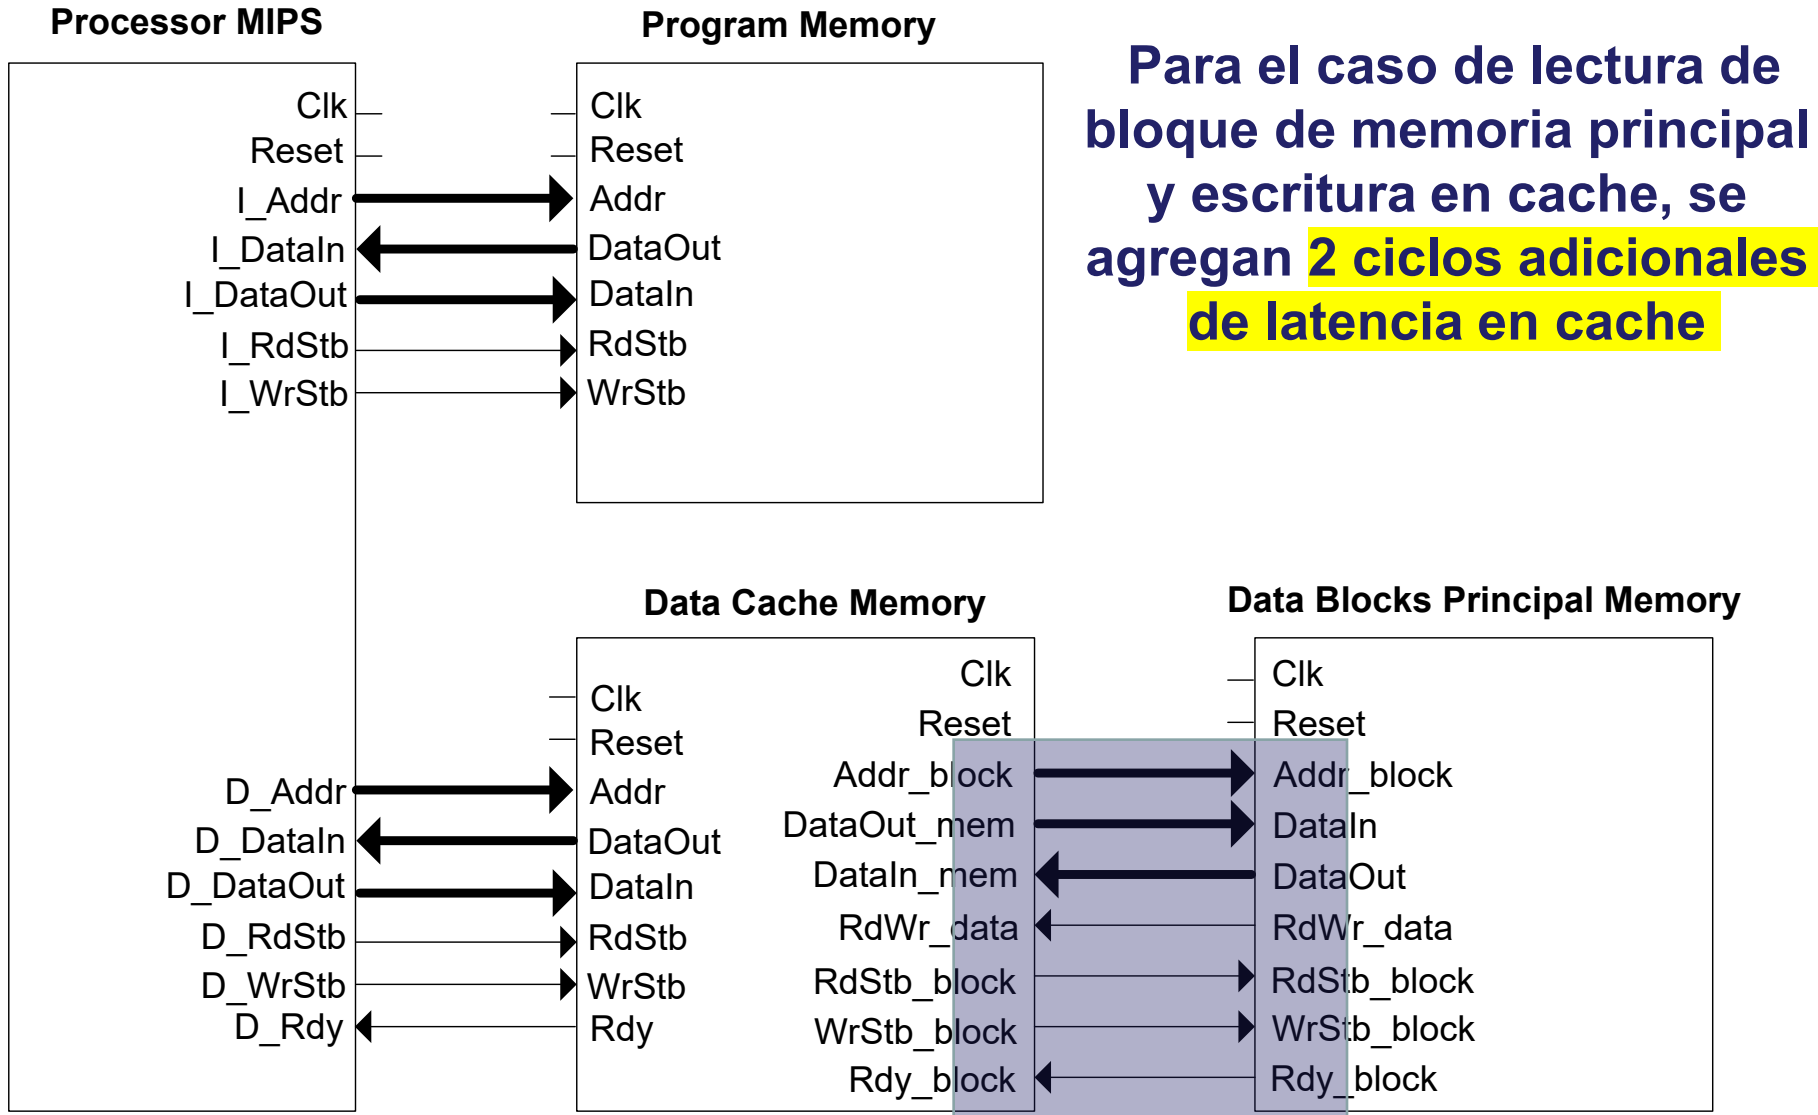 Processor MIPS
Clk
Reset
I_Addr
I_DataIn
I_DataOut
I_RdStb
I_WrStb
D_Addr
D_DataIn
D_DataOut
D_RdStb
D_WrStb
D_Rdy
Program Memory
Clk
Reset
Addr
DataOut
DataIn
RdStb
WrStb
Para el caso de lectura de
bloque de memoria principal
y escritura en cache, se
agregan 2 ciclos adicionales
de latencia en cache
Data Cache Memory
Clk
Reset
Addr
DataOut
DataIn
RdStb
WrStb
Rdy
Clk
Reset
Addr_block
DataOut_mem
DataIn_mem
RdWr_data
RdStb_block
WrStb_block
Rdy_block
Data Blocks Principal Memory
Clk
Reset
Addr_block
DataIn
DataOut
RdWr_data
RdStb_block
WrStb_block
Rdy_block